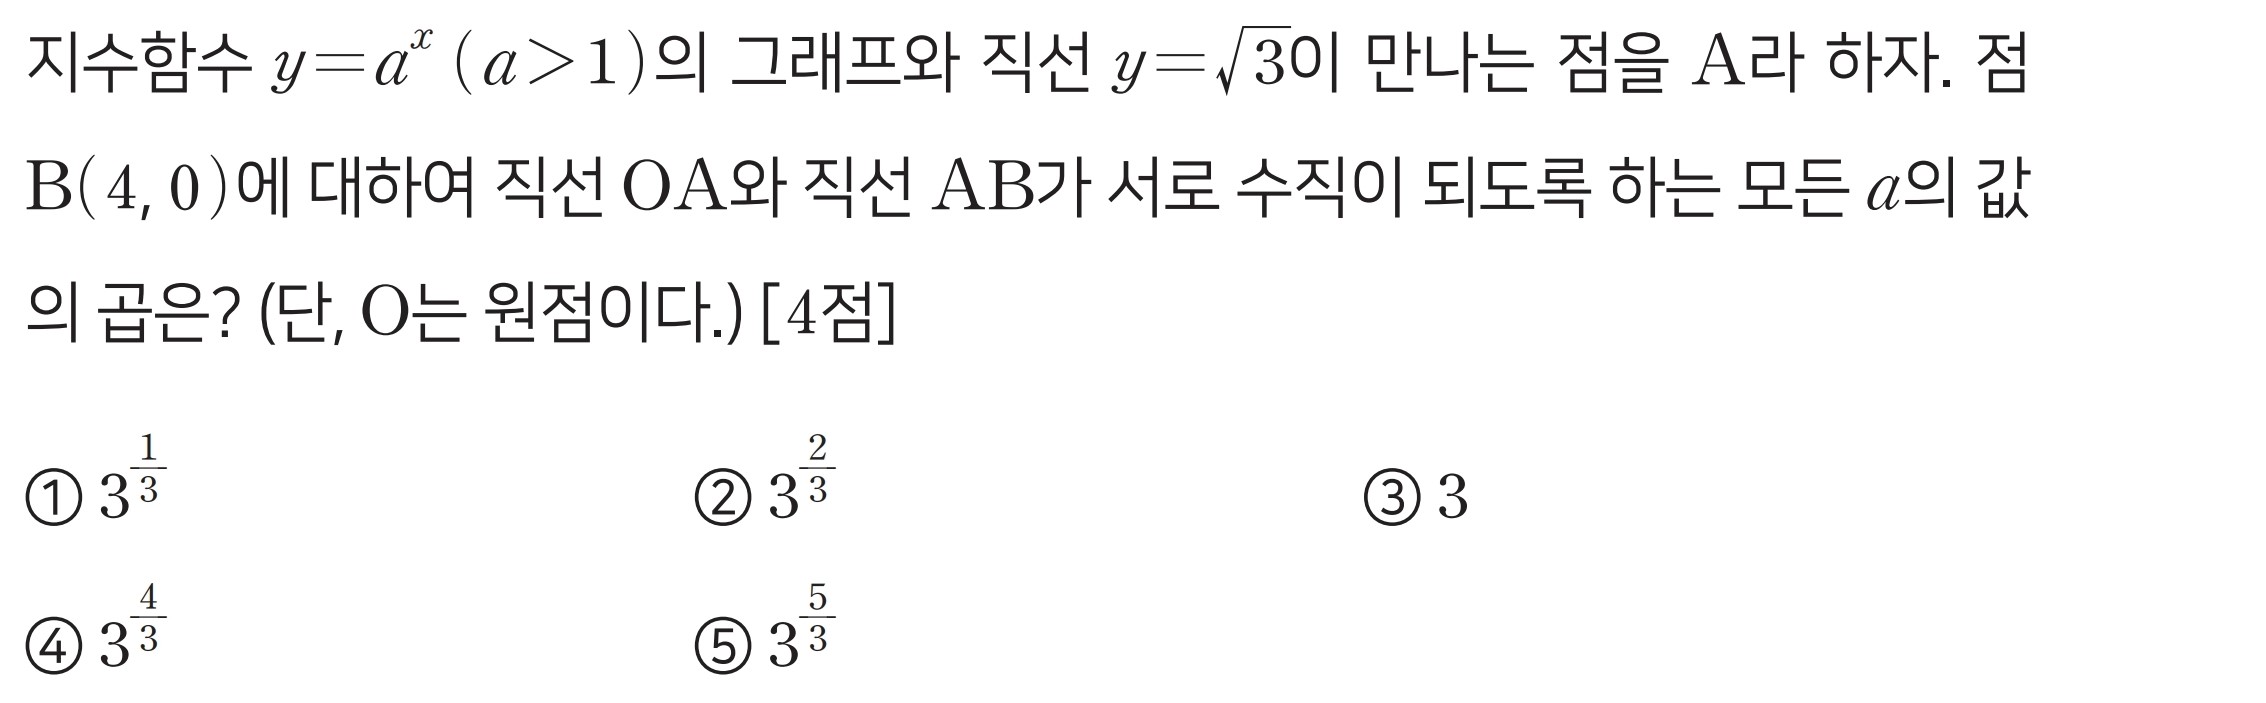 지수함수 $y=a^x\ (a>1)$의 그래프와 직선 $y=\sqrt{3}$이 만나는 점을 A라 하자. 점
B(4, 0)에 대하여 직선 OA와 직선 AB가 서로 수직이 되도록 하는 모든 $a$의 값
의 곱은? (단, O는 원점이다.) [4점]
① $3^{\frac{1}{3}}$ ② $3^{\frac{2}{3}}$ ③ 3
④ $3^{\frac{4}{3}}$ ⑤ $3^{\frac{5}{3}}$